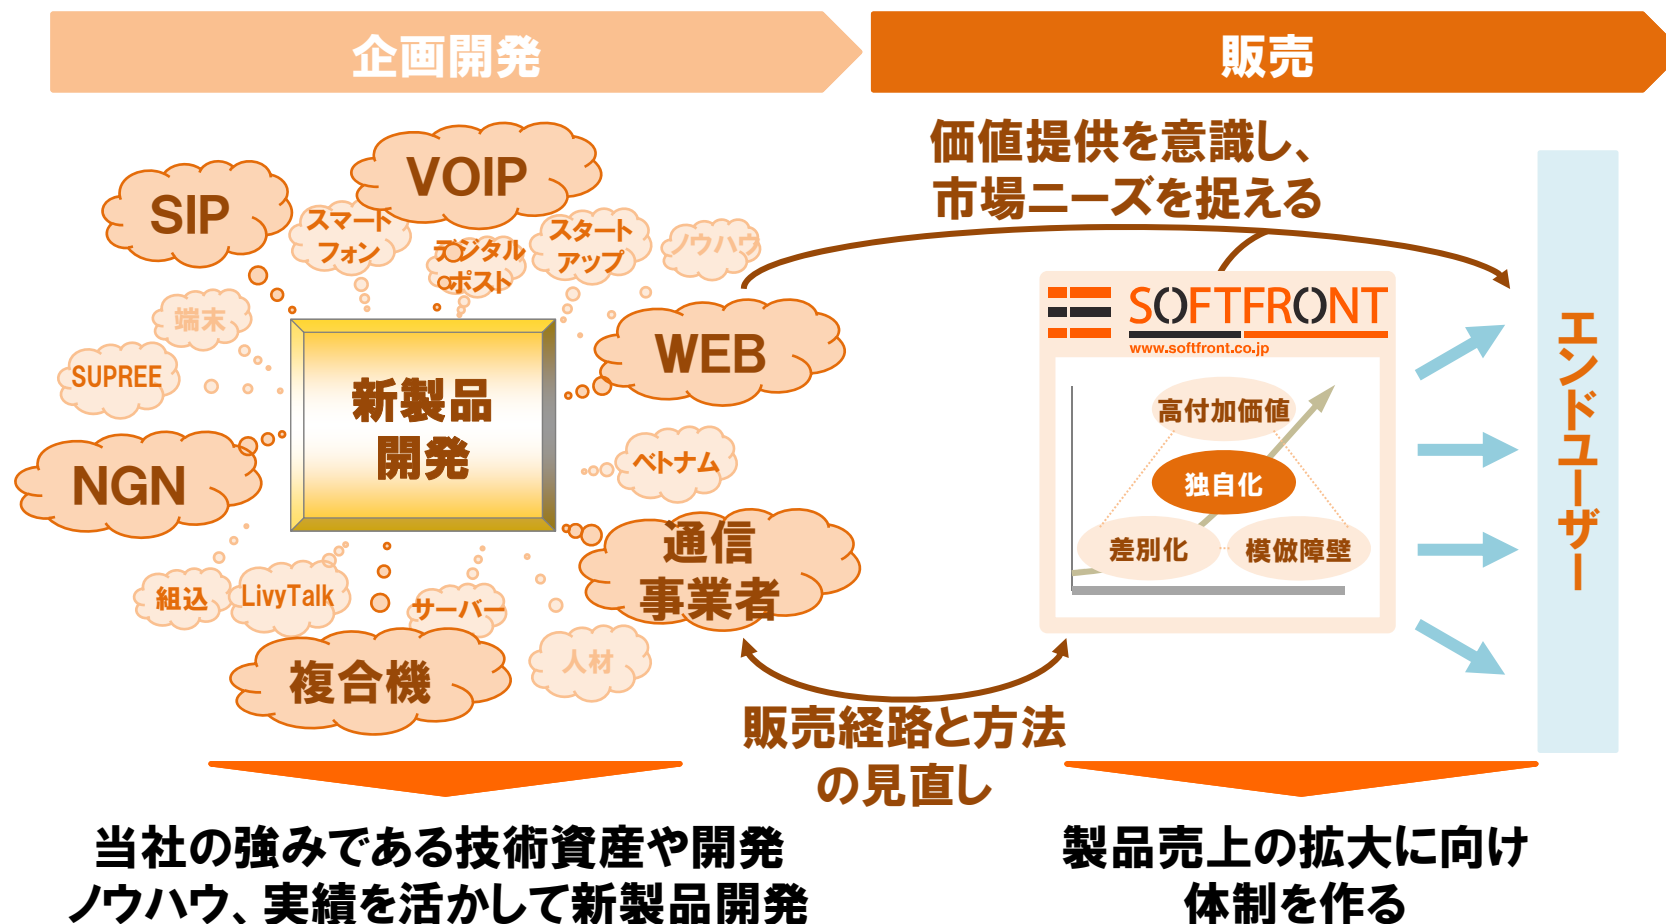 企画開発
販売
価値提供を意識し、
市場ニーズを捉える
VOIP
SIP
スマート
フォン
デジタル
ポスト
スタート
アップ
ノウハウ
端末
SUPREE
WEB
新製品
開発
NGN
ベトナム
通信
事業者
組込
LivyTalk
サーバー
人材
複合機
SOFTFRONT
www.softfront.co.jp
高付加価値
独自化
差別化
模倣障壁
エンドユーザー
販売経路と方法
の見直し
当社の強みである技術資産や開発
ノウハウ、実績を活かして新製品開発
製品売上の拡大に向け
体制を作る